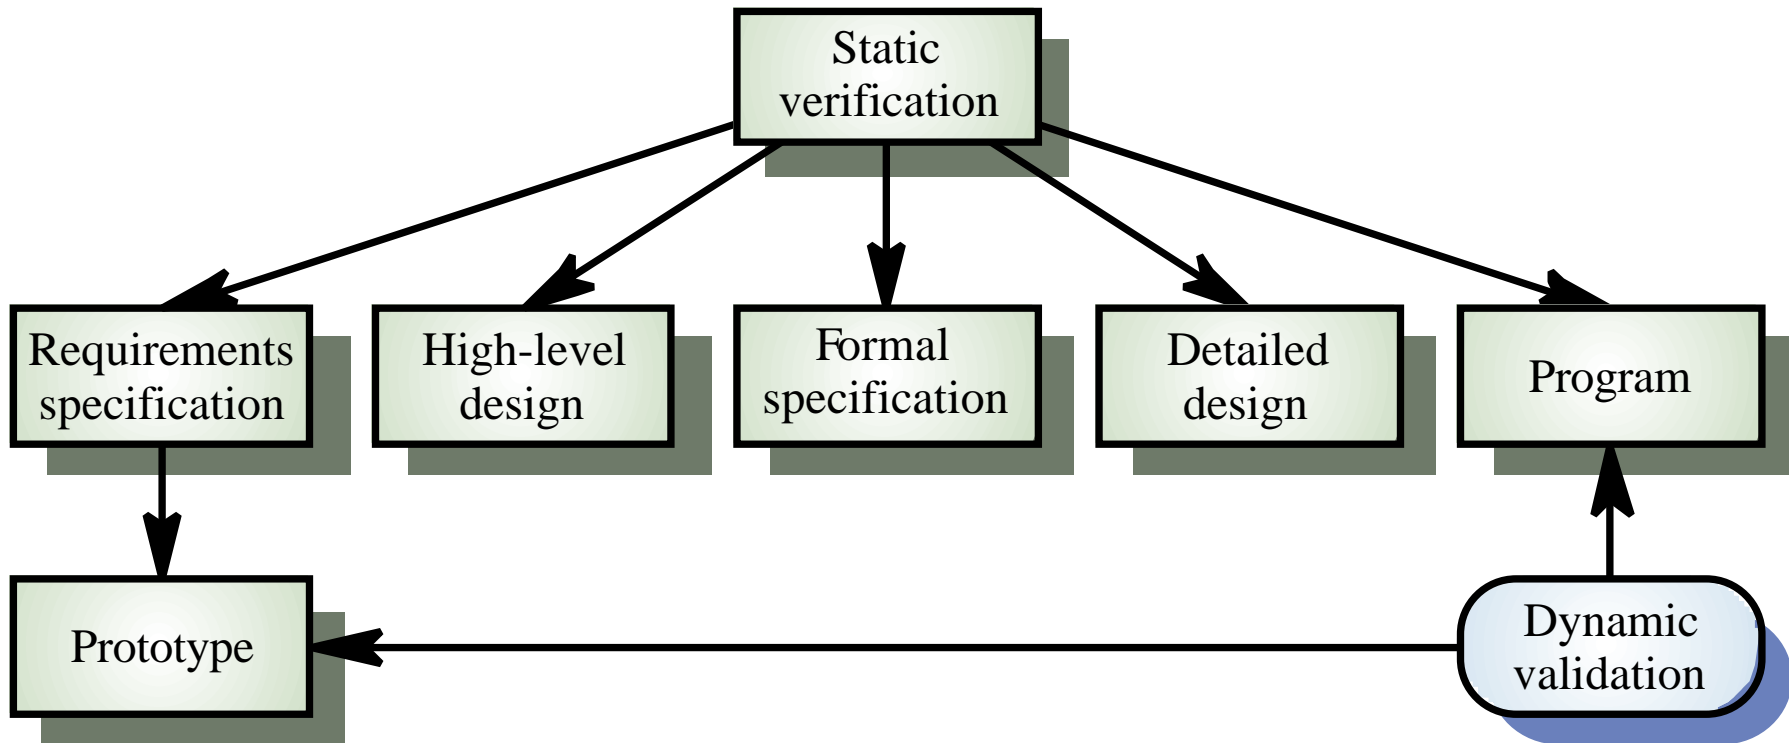 Static
verification
Requirements
specification
High-level
design
Formal
specification
Detailed
design
Program
Prototype
Dynamic
validation